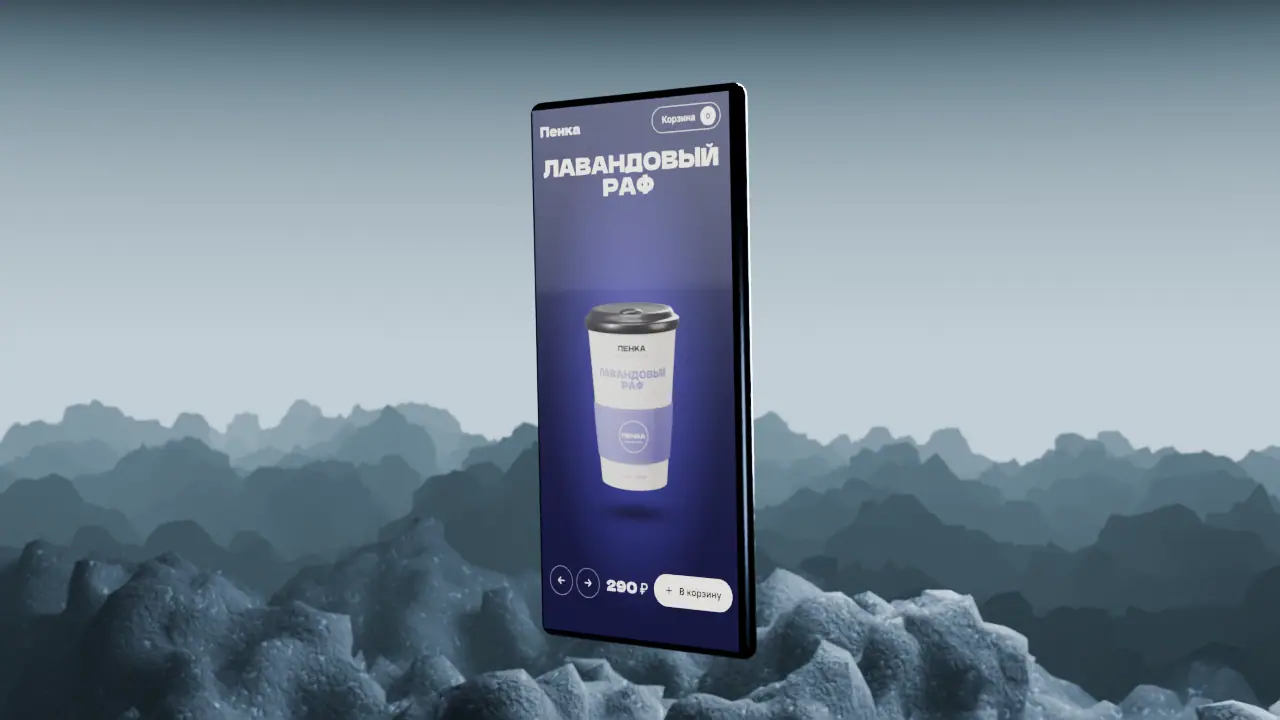 Пенка
Корзина 0
ЛАВАНДОВЫЙ
РАФ
ПЕНКА
ЛАВАНДОВЫЙ
РАФ
ПЕНКА
290 ₽
+ В корзину